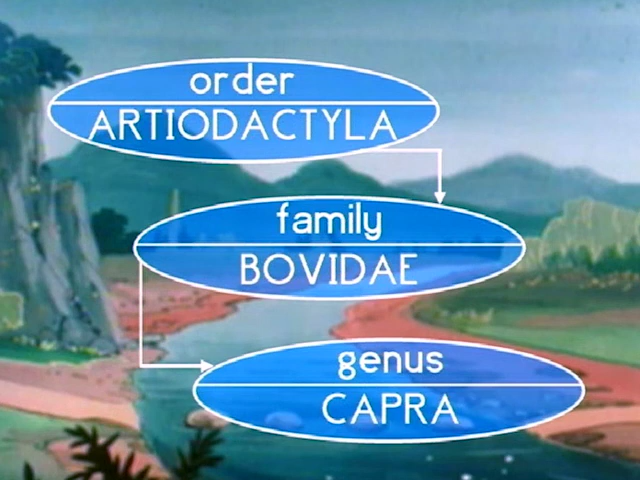 order
ARTIODACTYLA
family
BOVIDAE
genus
CAPRA